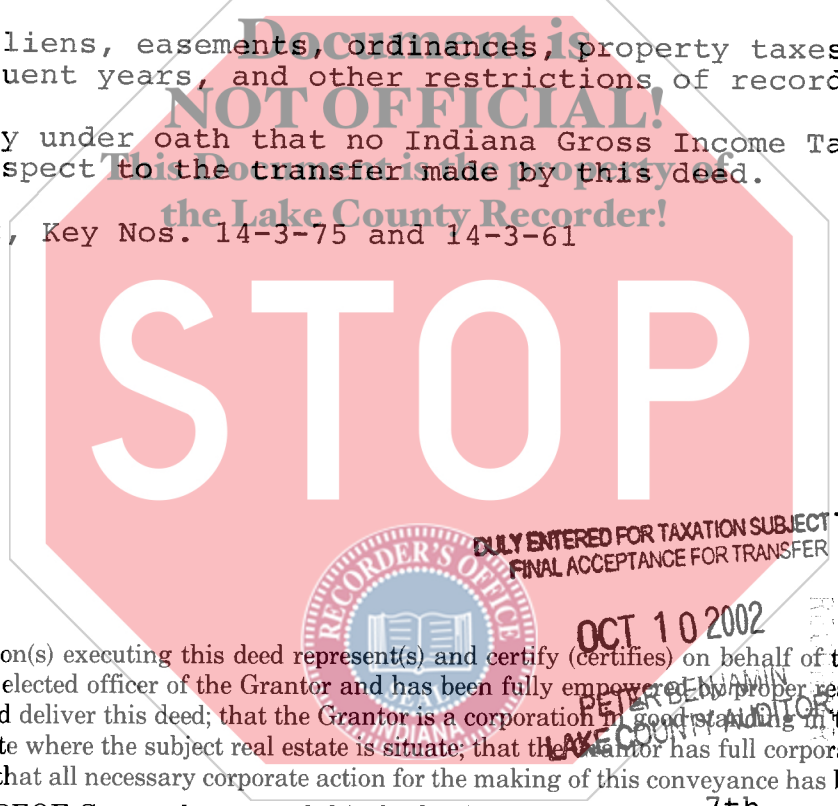 Document is
liens, easements, ordinances, property taxes
uent years, and other restrictions of record
NOT OFFICIAL!
y under oath that no Indiana Gross Income Ta
spect to the transfer made by this deed.
This Document is the property of
the Lake County Recorder!
, Key Nos. 14-3-75 and 14-3-61
STOP
DULY ENTERED FOR TAXATION SUBJECT
FINAL ACCEPTANCE FOR TRANSFER
RECORDER'S OFFICE
OCT 10 2002
on(s) executing this deed represent(s) and certify (certifies) on behalf of t
elected officer of the Grantor and has been fully empowered by proper re
PETER BENJAMIN
d deliver this deed; that the Grantor is a corporation in good standing in t
LAKE COUNTY AUDITOR
te where the subject real estate is situate; that the Grantor has full corpora
INDIANA
that all necessary corporate action for the making of this conveyance has
7th